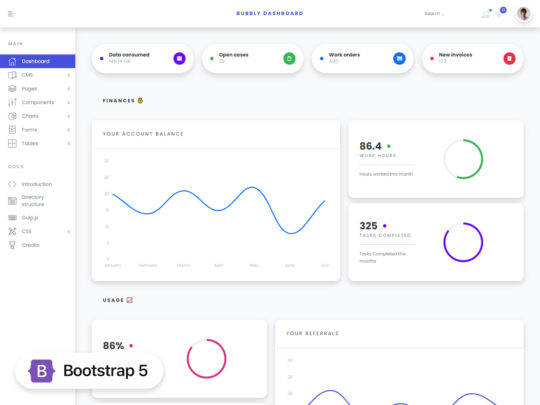 BUBBLY DASHBOARD
Search ...
MAIN
Dashboard
CMS
Pages
Components
Charts
Forms
Tables
DOCS
Introduction
Directory
structure
Gulp.js
CSS
Credits
Data consumed
145,14 GB
Open cases
32
Work orders
400
New invoices
123
FINANCES
YOUR ACCOUNT BALANCE
30
25
20
15
10
5
0
January February March April May June July
86.4
WORK HOURS
Hours worked this month
325
TASKS COMPLETED
Tasks Completed this
months
USAGE
86%
YOUR REFERRALS
30
25
20
Bootstrap 5